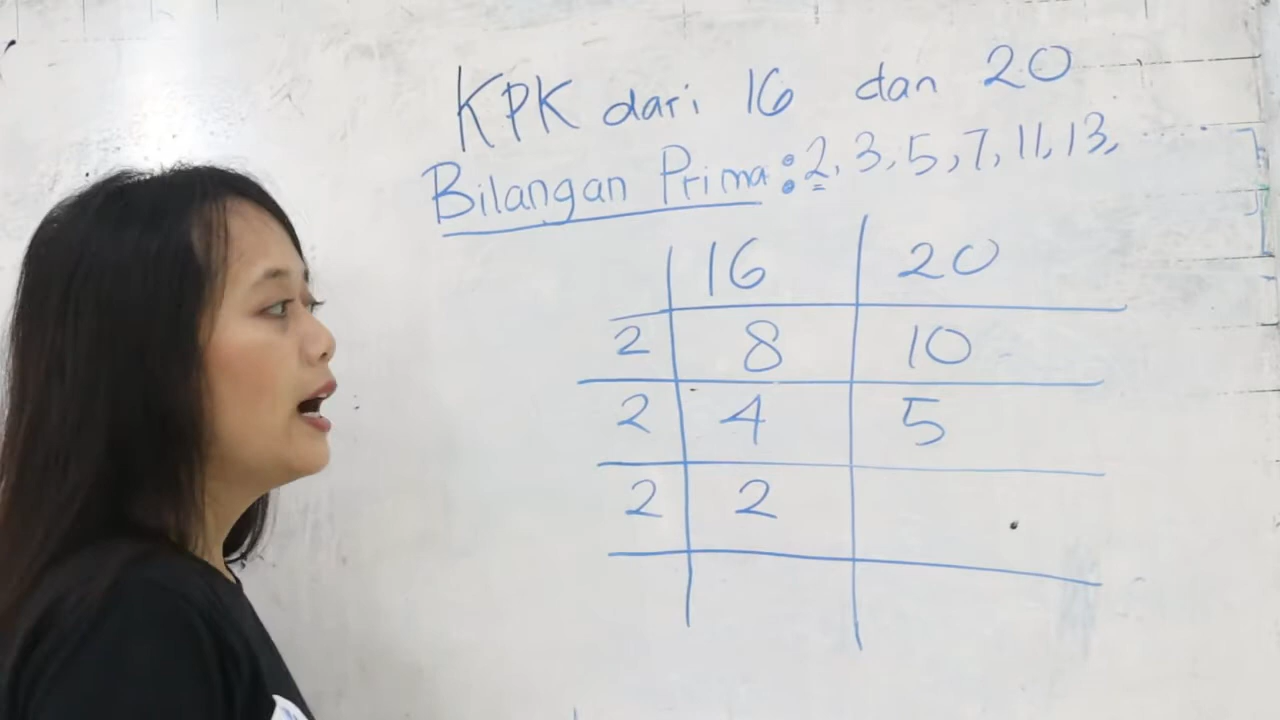 KPK dari 16 dan 20
Bilangan Prima : 2, 3, 5, 7, 11, 13, ......
16 20
2 8 10
2 4 5
2 2